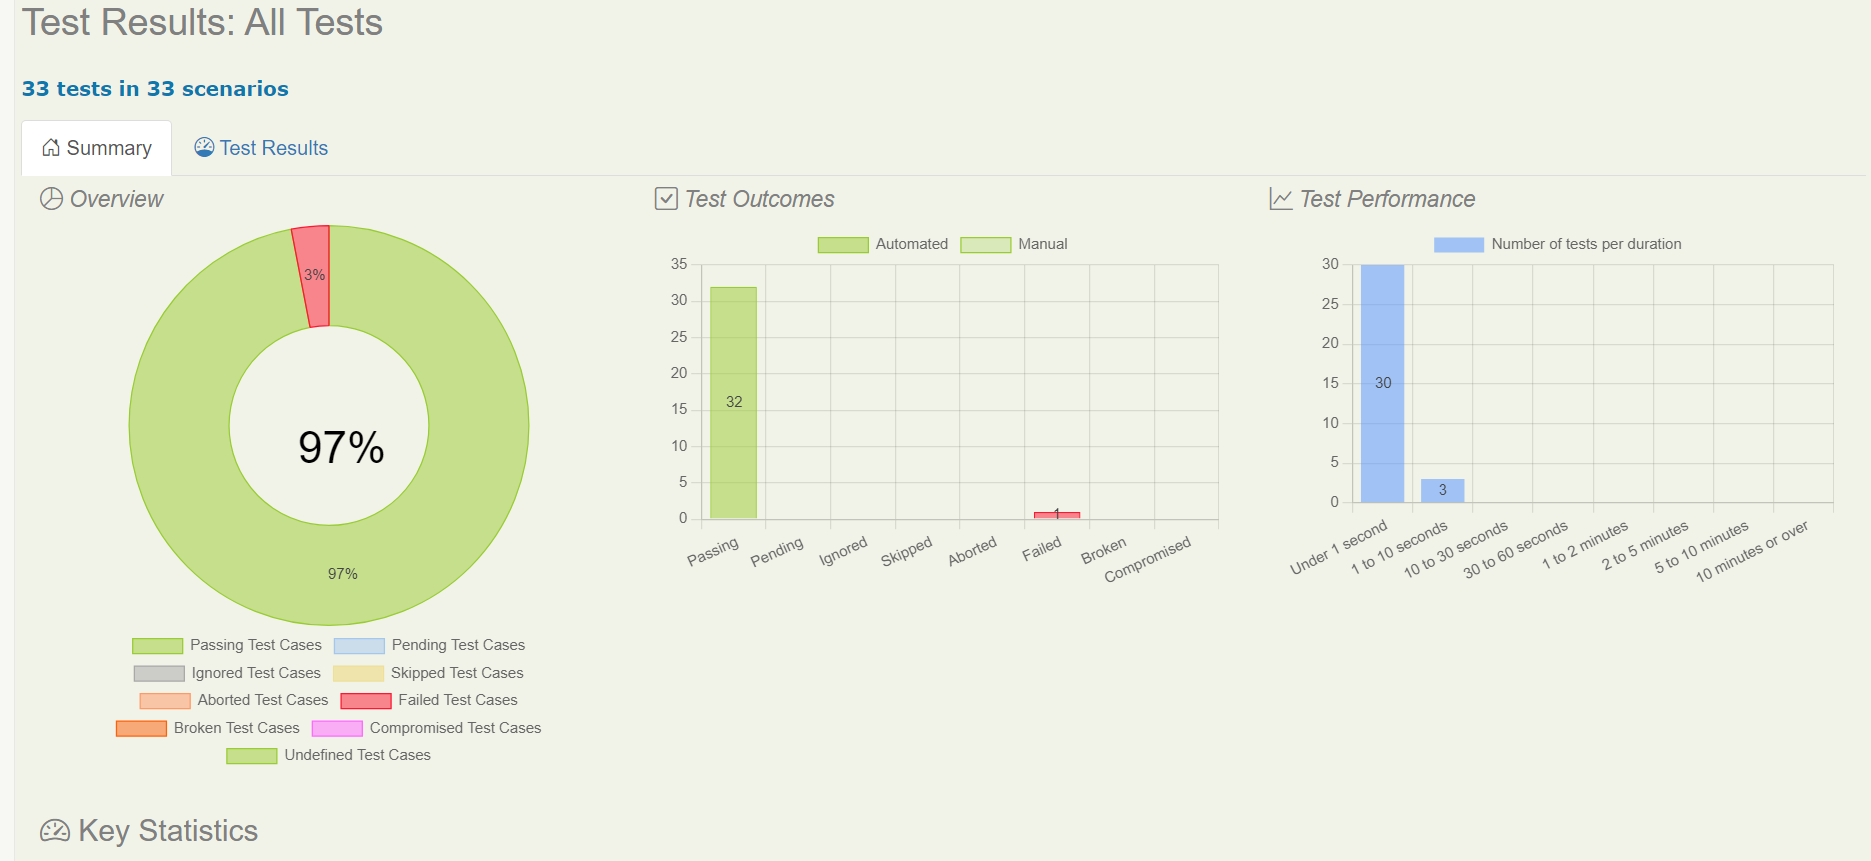 Test Results: All Tests
33 tests in 33 scenarios
Summary
Test Results
Overview
3%
97%
97%
Passing Test Cases
Pending Test Cases
Ignored Test Cases
Skipped Test Cases
Aborted Test Cases
Failed Test Cases
Broken Test Cases
Compromised Test Cases
Undefined Test Cases
Test Outcomes
Automated
Manual
35
30
25
20
15
10
5
0
32
1
Passing
Pending
Ignored
Skipped
Aborted
Failed
Broken
Compromised
Test Performance
Number of tests per duration
30
25
20
15
10
5
0
30
3
Under 1 second
1 to 10 seconds
10 to 30 seconds
30 to 60 seconds
1 to 2 minutes
2 to 5 minutes
5 to 10 minutes
10 minutes or over
Key Statistics